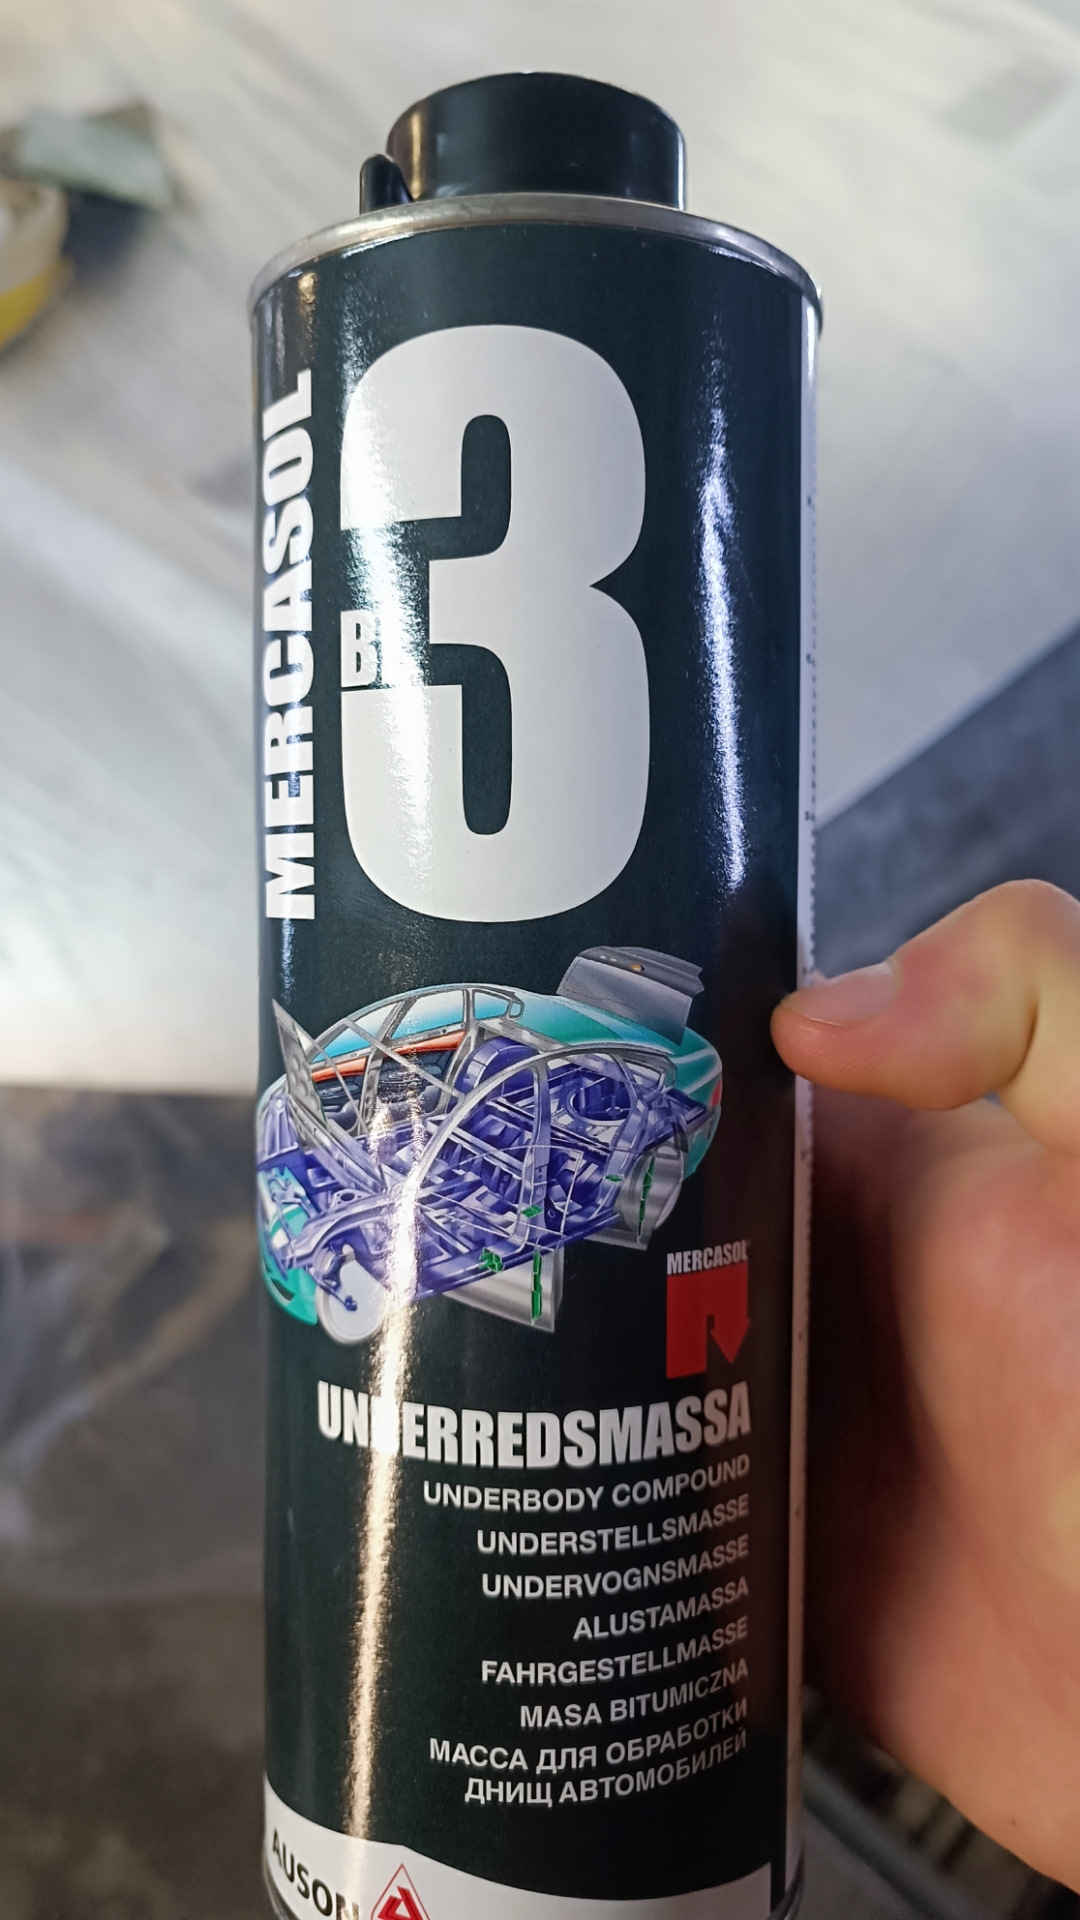 MERCASOL
3
MERCASOL
UNDERREDSMASSA
UNDERBODY COMPOUND
UNDERSTELLSMASSE
UNDERVOGNSMASSE
ALUSTAMASSA
FAHRGESTELLMASSE
MASA BITUMICZNA
МАССА ДЛЯ ОБРАБОТКИ
ДНИЩ АВТОМОБИЛЕЙ
AUSON